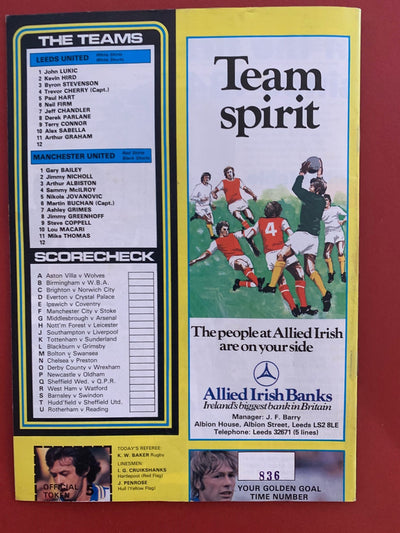 THE TEAMS
LEEDS UNITED White Shirts
White Shorts
1 John LUKIC
2 Kevin HIRD
3 Byron STEVENSON
4 Trevor CHERRY (Capt.)
5 Paul HART
6 Neil FIRM
7 Jeff CHANDLER
8 Derek PARLANE
9 Terry CONNOR
10 Alex SABELLA
11 Arthur GRAHAM
12
MANCHESTER UNITED Red Shirts
Black Shorts
1 Gary BAILEY
2 Jimmy NICHOLL
3 Arthur ALBISTON
4 Sammy McILROY
5 Nikola JOVANOVIC
6 Martin BUCHAN (Capt.)
7 Ashley GRIMES
8 Jimmy GREENHOFF
9 Steve COPPELL
10 Lou MACARI
11 Mike THOMAS
12
SCORECHECK
A Aston Villa v Wolves
B Birmingham v W.B.A.
C Brighton v Norwich City
D Everton v Crystal Palace
E Ipswich v Coventry
F Manchester City v Stoke
G Middlesbrough v Arsenal
H Nott'm Forest v Leicester
J Southampton v Liverpool
K Tottenham v Sunderland
L Blackburn v Grimsby
M Bolton v Swansea
N Chelsea v Preston
O Derby County v Wrexham
P Newcastle v Oldham
Q Sheffield Wed. v Q.P.R.
R West Ham v Watford
S Barnsley v Swindon
T Hudd'field v Sheffield Utd.
U Rotherham v Reading
OFFICIAL
TOKEN 5
TODAY'S REFEREE:
K. W. BAKER Rugby
LINESMEN:
I. G. CRUIKSHANKS
Hartlepool (Red Flag)
J. PENROSE
Hull (Yellow Flag)
Team
spirit
4
The people at Allied Irish
are on your side
Allied Irish Banks
Ireland's biggest bank in Britain
Manager: J. F. Barry
Albion House, Albion Street, Leeds LS2 8LE
Telephone: Leeds 32671 (5 lines)
836
YOUR GOLDEN GOAL
TIME NUMBER